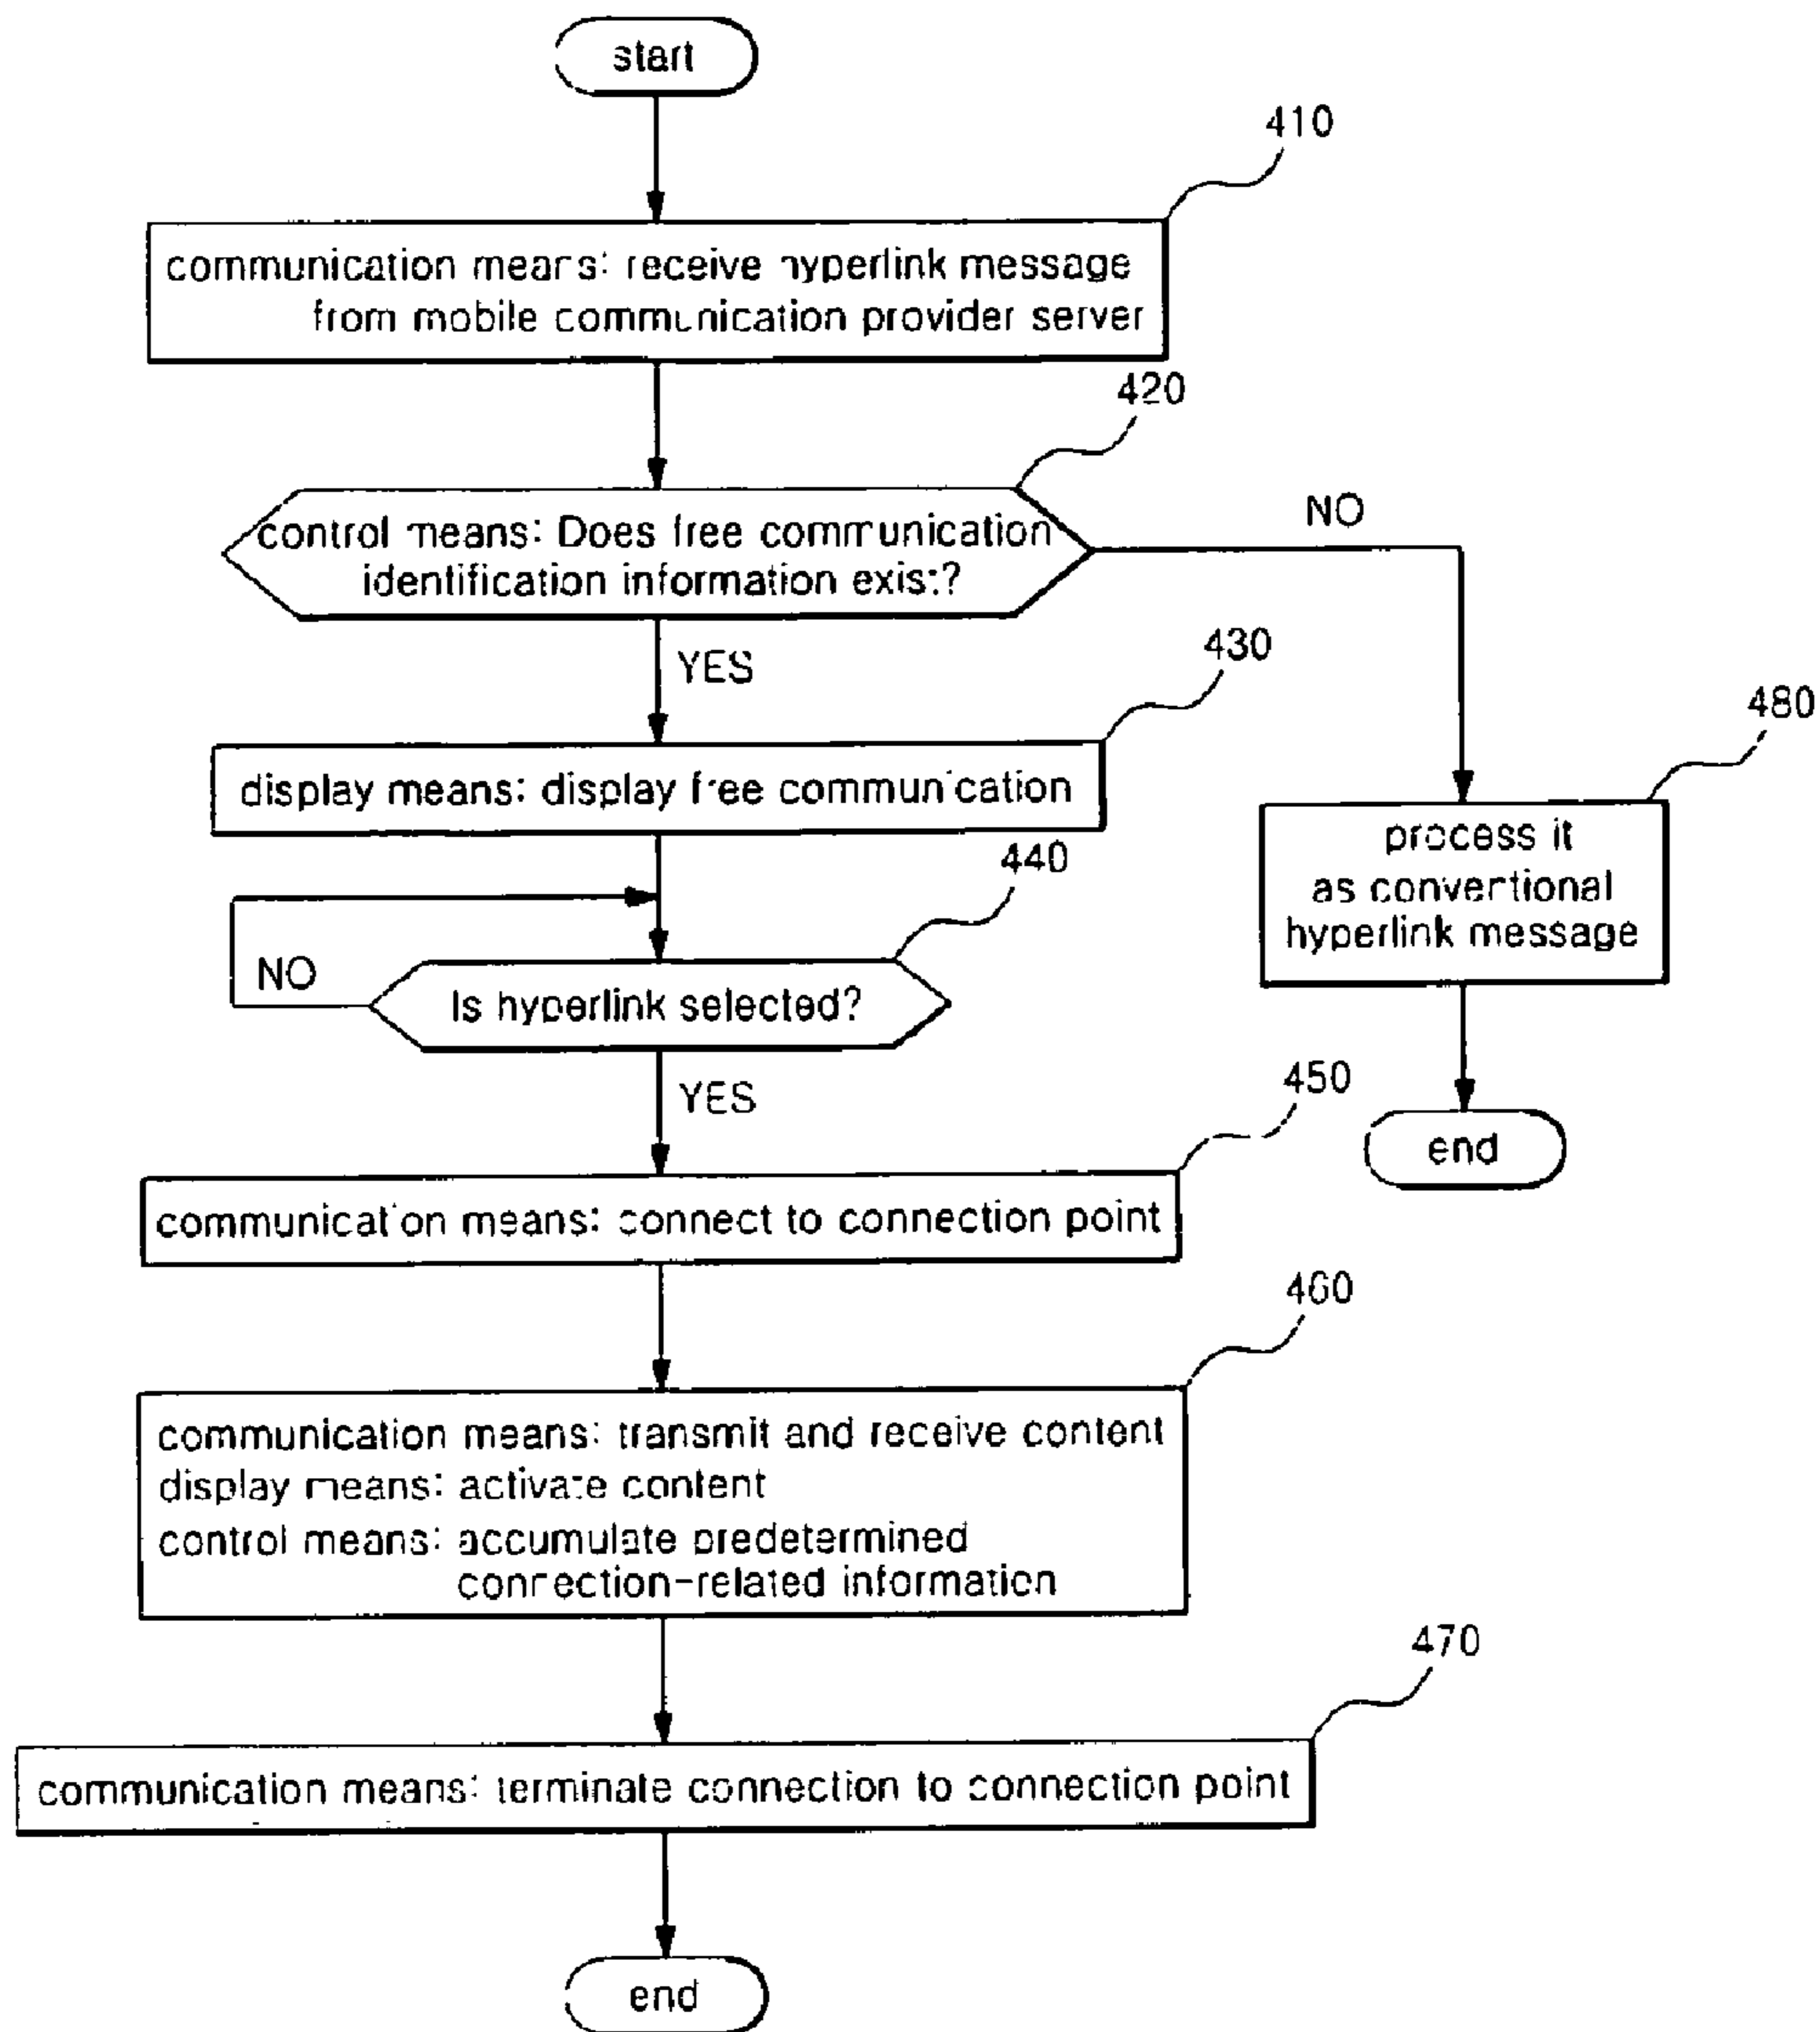 start
410
communication means: receive hyperlink message
from mobile communication provider server
420
control means: Does free communication
identification information exist?
NO
YES
430
display means: display free communication
480
process it
as conventional
hyperlink message
end
440
NO
Is hyperlink selected?
YES
450
communication means: connect to connection point
460
communication means: transmit and receive content
display means: activate content
control means: accumulate predetermined
connection-related information
470
communication means: terminate connection to connection point
end